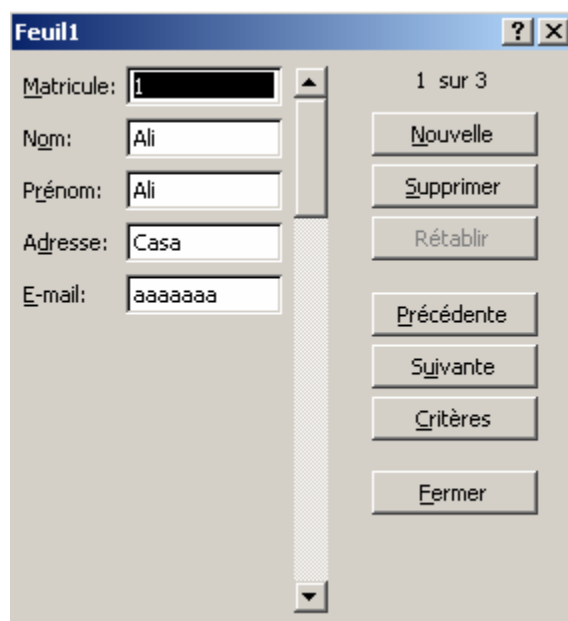 Feuil1
Matricule: 1
Nom: Ali
Prénom: Ali
Adresse: Casa
E-mail: aaaaaaa
1 sur 3
Nouvelle
Supprimer
Rétablir
Précédente
Suivante
Critères
Fermer